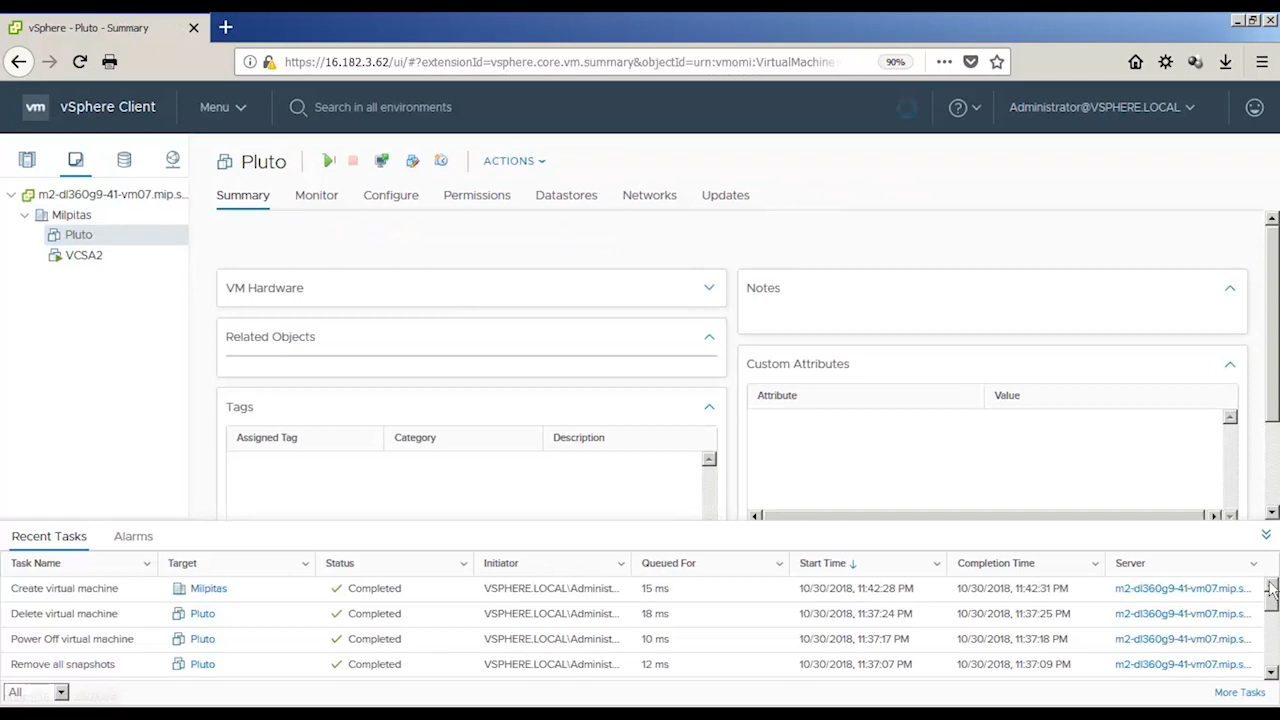 vSphere - Pluto - Summary
https://16.182.3.62/ui/#?extensionId=vsphere.core.vm.summary&objectId=urn:vmomi:VirtualMachine: 90%
vm vSphere Client Menu Search in all environments Administrator@VSPHERE.LOCAL
Pluto ACTIONS
Summary Monitor Configure Permissions Datastores Networks Updates
m2-dl360g9-41-vm07.mip.s...
Milpitas
Pluto
VCSA2
VM Hardware
Related Objects
Tags
Assigned Tag Category Description
Notes
Custom Attributes
Attribute Value
Recent Tasks Alarms
Task Name Target Status Initiator Queued For Start Time Completion Time Server
Create virtual machine Milpitas Completed VSPHERE.LOCAL\Administ... 15 ms 10/30/2018, 11:42:28 PM 10/30/2018, 11:42:31 PM m2-dl360g9-41-vm07.mip.s...
Delete virtual machine Pluto Completed VSPHERE.LOCAL\Administ... 18 ms 10/30/2018, 11:37:24 PM 10/30/2018, 11:37:25 PM m2-dl360g9-41-vm07.mip.s...
Power Off virtual machine Pluto Completed VSPHERE.LOCAL\Administ... 10 ms 10/30/2018, 11:37:17 PM 10/30/2018, 11:37:18 PM m2-dl360g9-41-vm07.mip.s...
Remove all snapshots Pluto Completed VSPHERE.LOCAL\Administ... 12 ms 10/30/2018, 11:37:07 PM 10/30/2018, 11:37:09 PM m2-dl360g9-41-vm07.mip.s...
All More Tasks